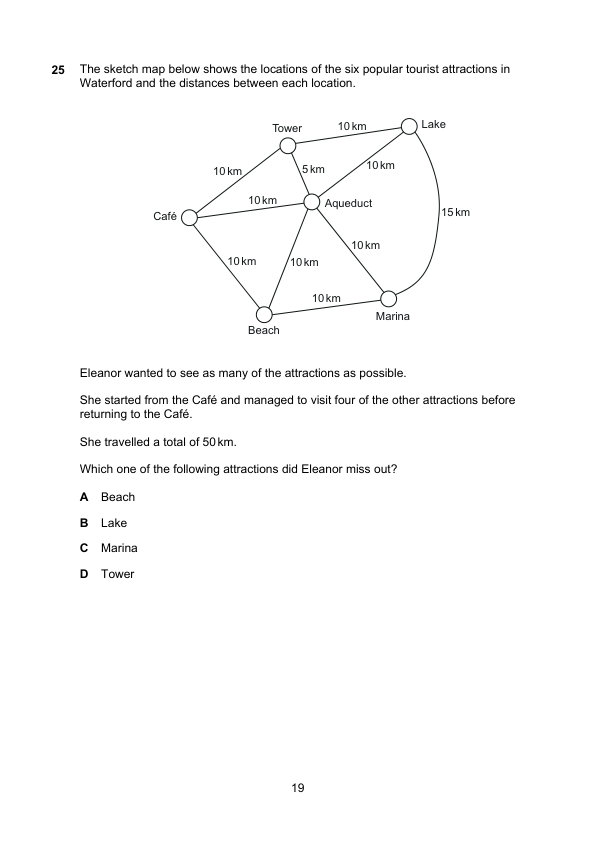 25 The sketch map below shows the locations of the six popular tourist attractions in
Waterford and the distances between each location.
Tower
10 km
Lake
10 km
5 km
10 km
Café
10 km
Aqueduct
15 km
10 km
10 km
10 km
10 km
Beach
Marina
Eleanor wanted to see as many of the attractions as possible.
She started from the Café and managed to visit four of the other attractions before
returning to the Café.
She travelled a total of 50 km.
Which one of the following attractions did Eleanor miss out?
A Beach
B Lake
C Marina
D Tower
19